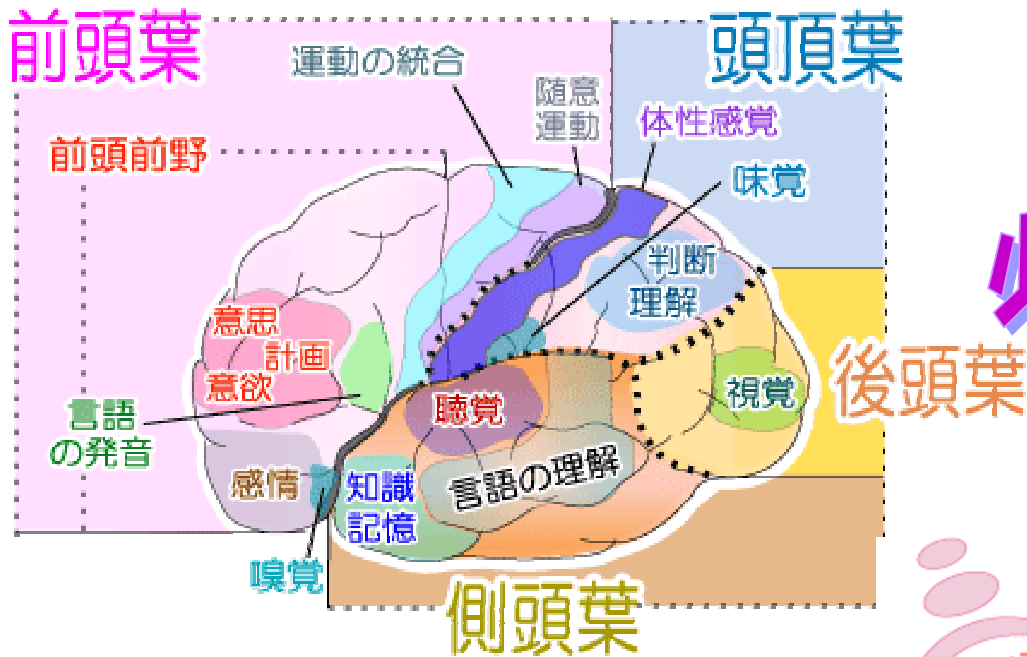 前頭葉
運動の統合
頭頂葉
随意
運動
体性感覚
前頭前野
味覚
判断
理解
意思
計画
意欲
後頭葉
視覚
聴覚
言語
の発音
感情
知識
記憶
言語の理解
嗅覚
側頭葉